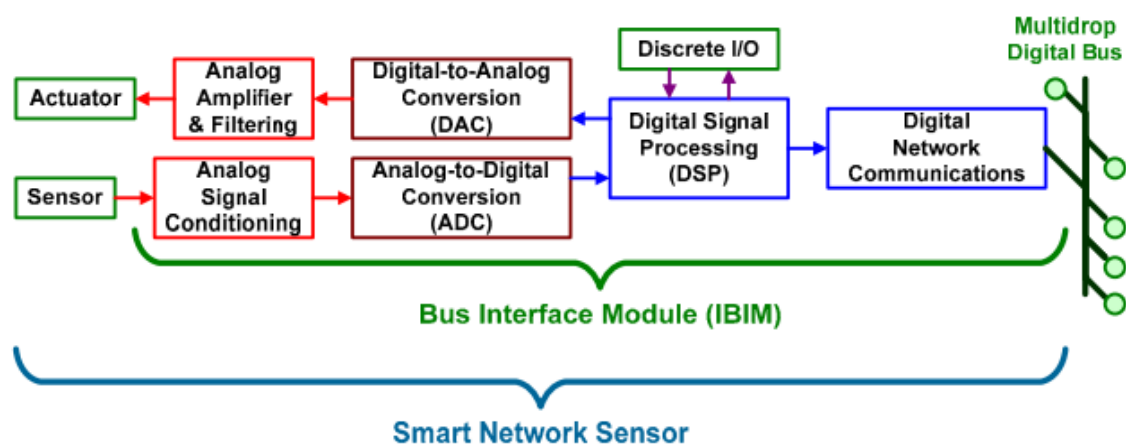 Multidrop
Digital Bus
Discrete I/O
Actuator
Analog
Amplifier
& Filtering
Digital-to-Analog
Conversion
(DAC)
Digital Signal
Processing
(DSP)
Digital
Network
Communications
Sensor
Analog
Signal
Conditioning
Analog-to-Digital
Conversion
(ADC)
Bus Interface Module (IBIM)
Smart Network Sensor